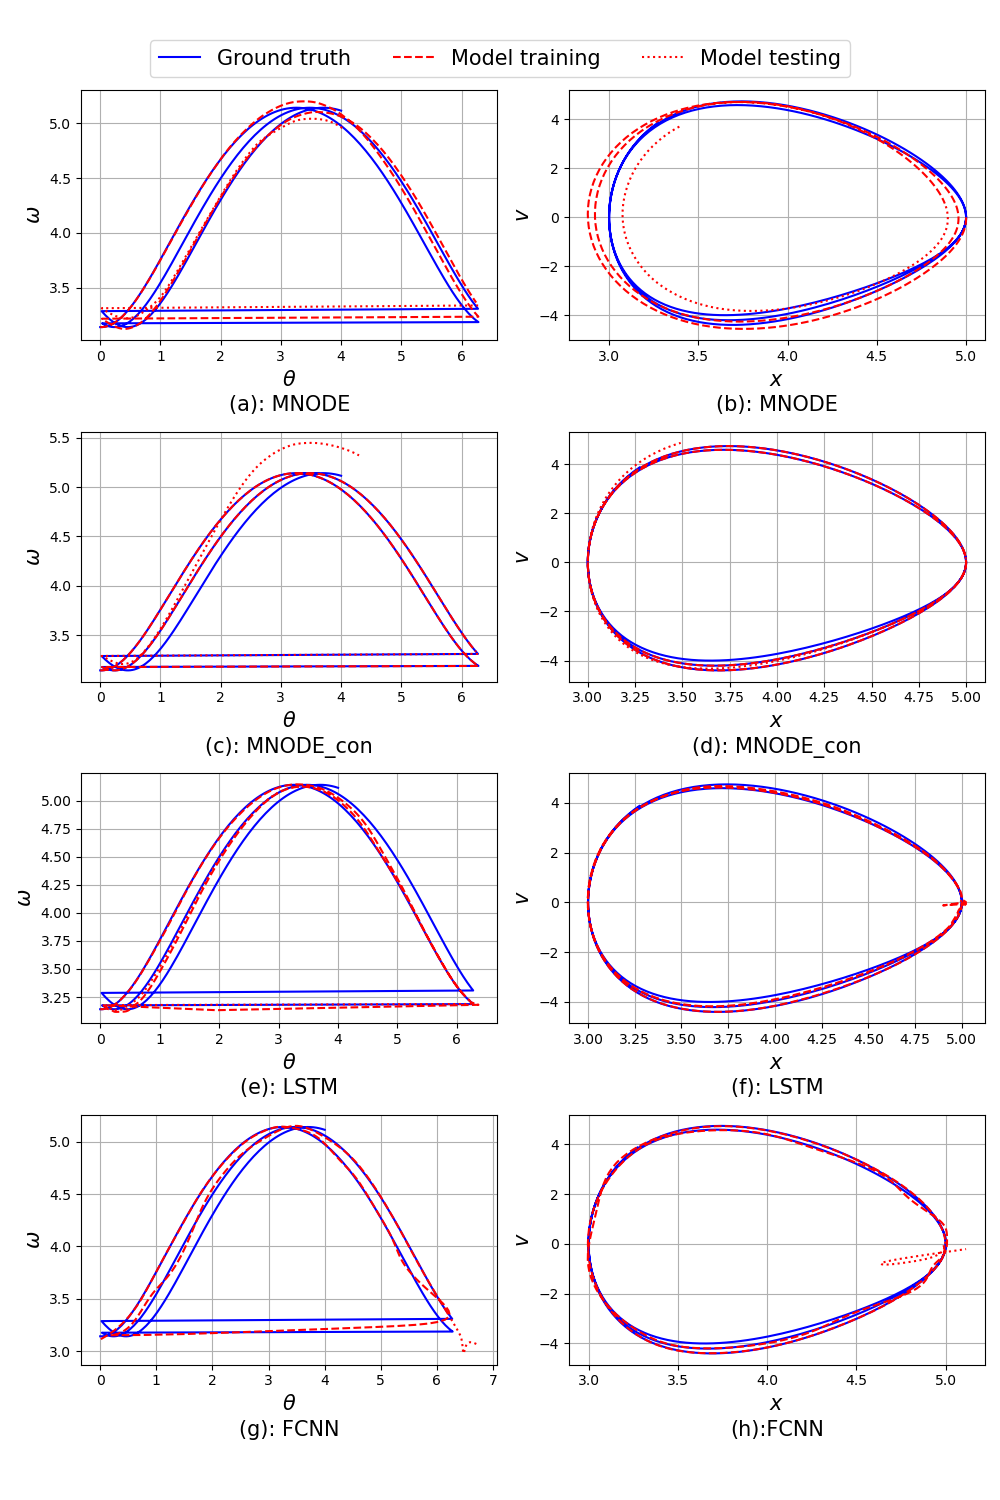 Ground truth Model training Model testing
5.0
4.5
4.0
3.5
ω
0 1 2 3 4 5 6
θ
(a): MNODE
4
2
0
−2
−4
v
3.0 3.5 4.0 4.5 5.0
x
(b): MNODE
5.5
5.0
4.5
4.0
3.5
ω
0 1 2 3 4 5 6
θ
(c): MNODE_con
4
2
0
−2
−4
v
3.00 3.25 3.50 3.75 4.00 4.25 4.50 4.75 5.00
x
(d): MNODE_con
5.00
4.75
4.50
4.25
4.00
3.75
3.50
3.25
ω
0 1 2 3 4 5 6
θ
(e): LSTM
4
2
0
−2
−4
v
3.00 3.25 3.50 3.75 4.00 4.25 4.50 4.75 5.00
x
(f): LSTM
5.0
4.5
4.0
3.5
3.0
ω
0 1 2 3 4 5 6 7
θ
(g): FCNN
4
2
0
−2
−4
v
3.0 3.5 4.0 4.5 5.0
x
(h):FCNN